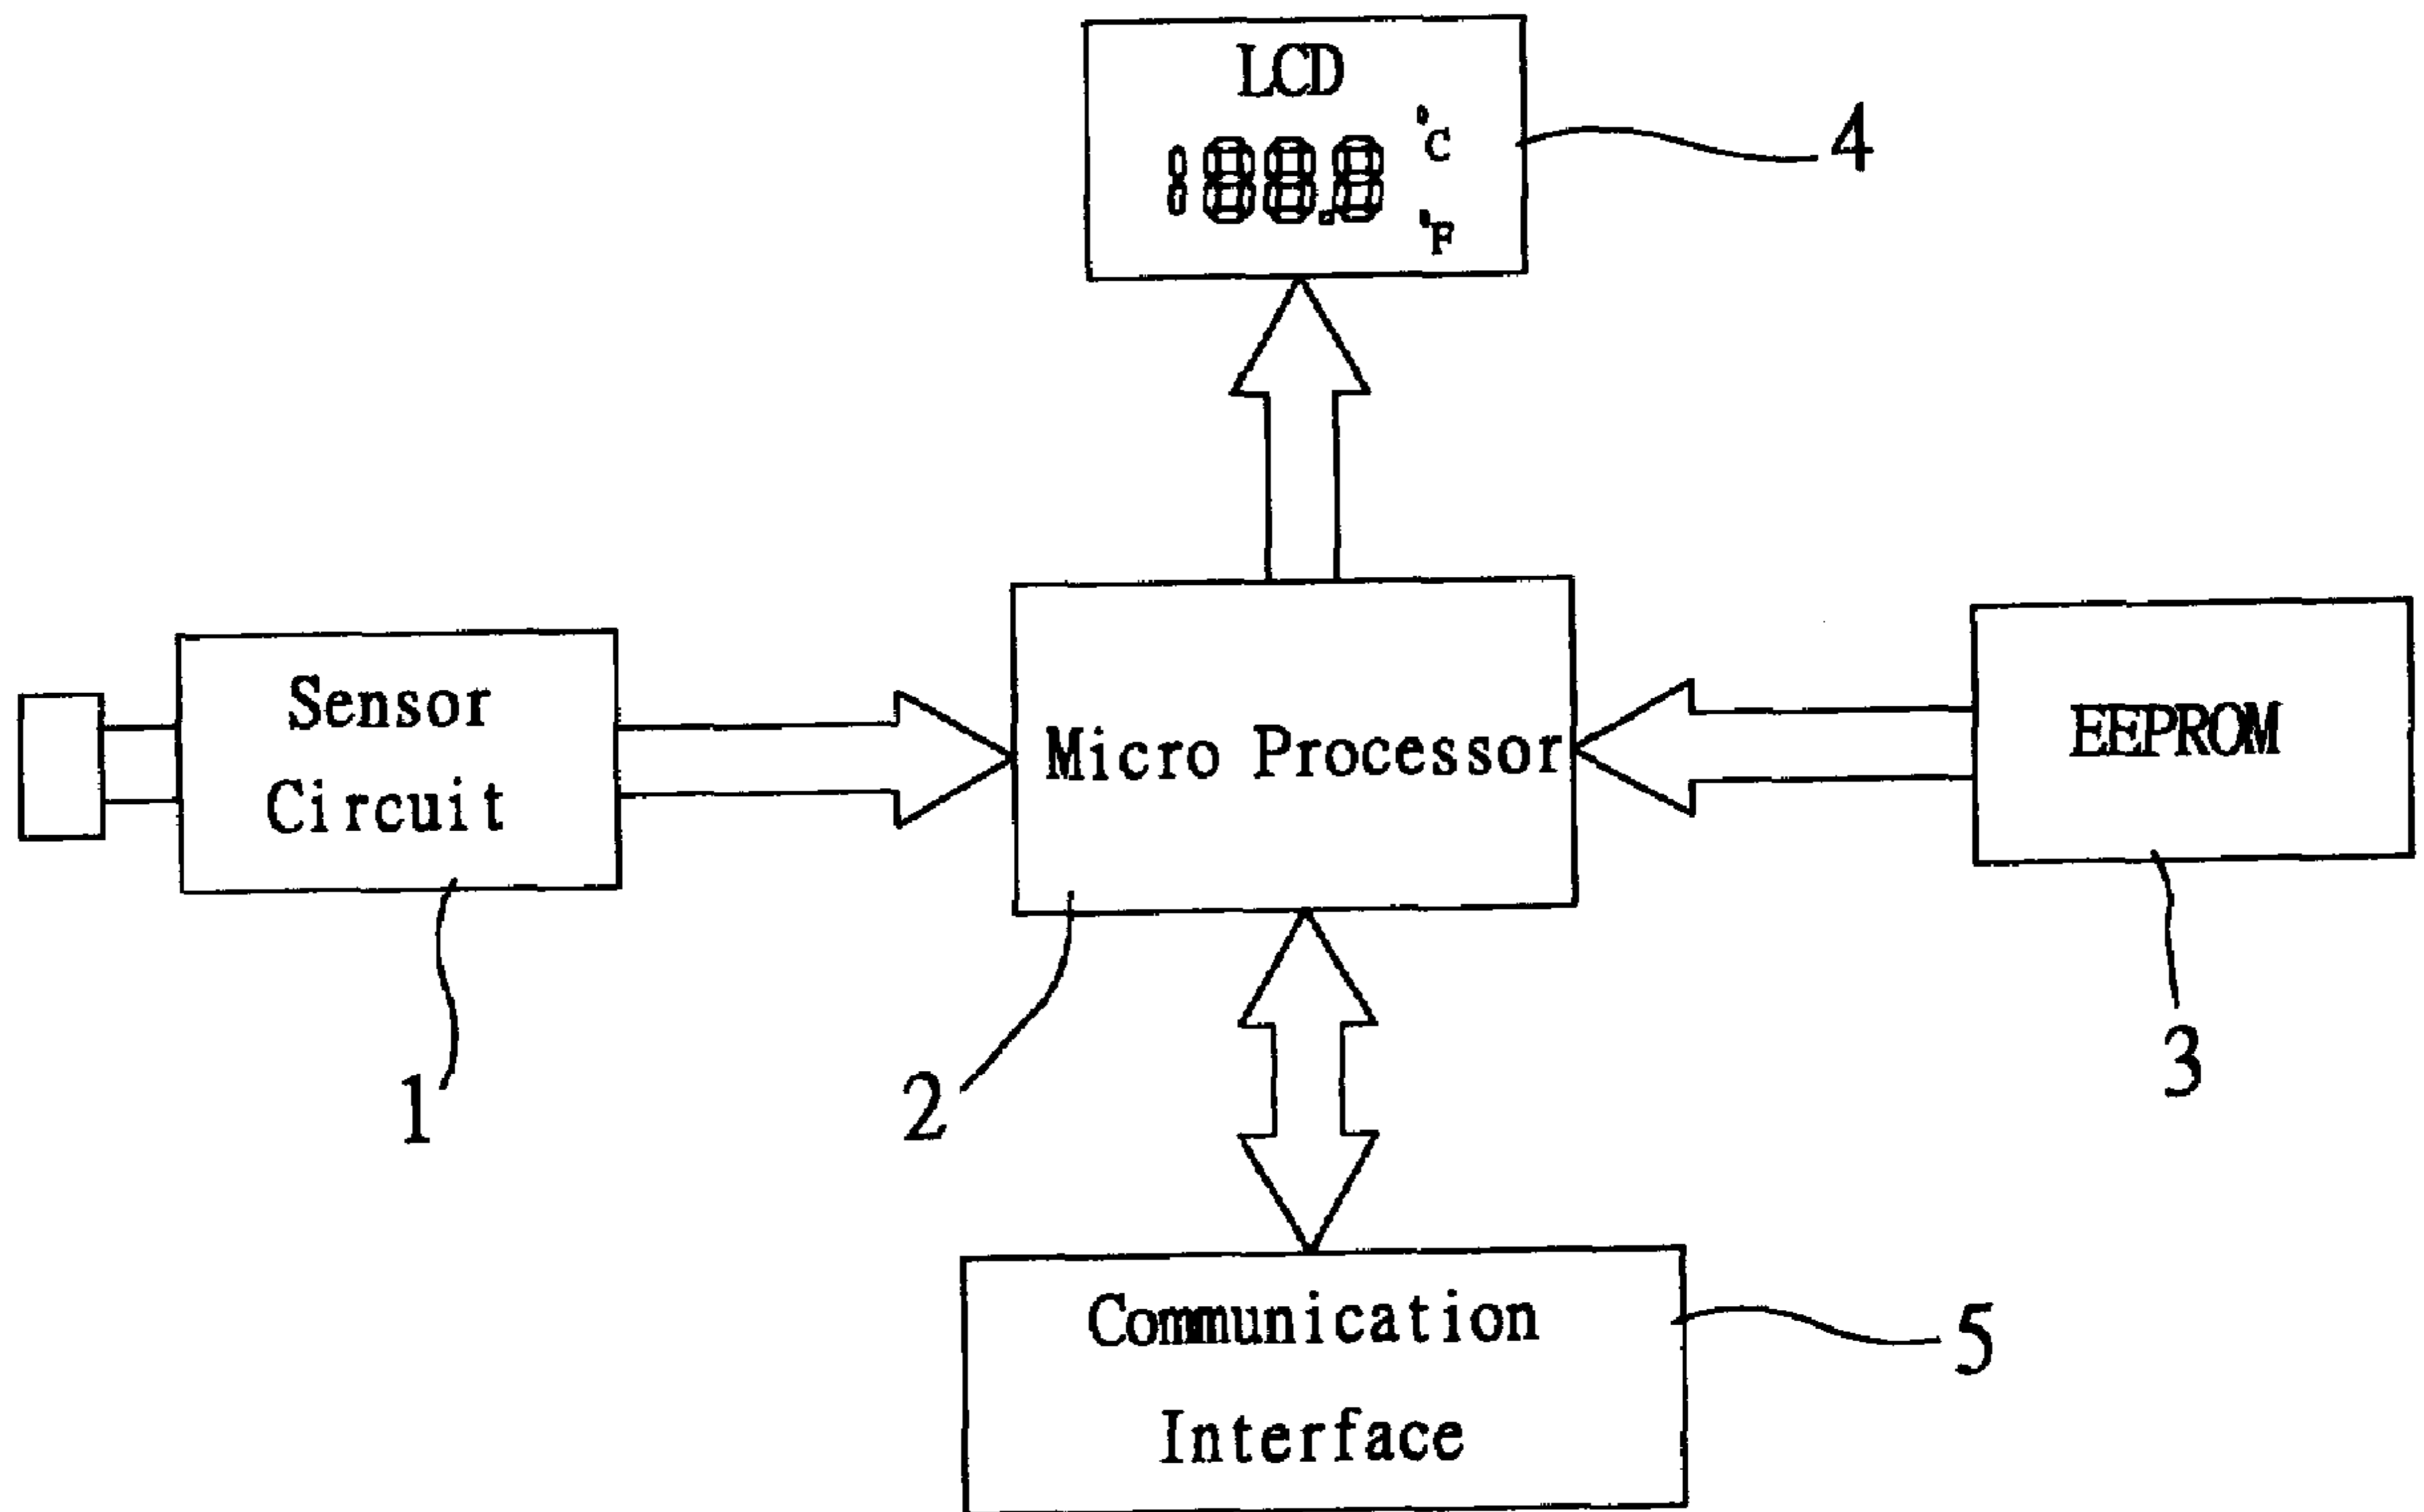 LCD
188.8 °C
°F
4
Sensor
Circuit
Micro Processor
EEPROM
1
2
3
Communication
Interface
5